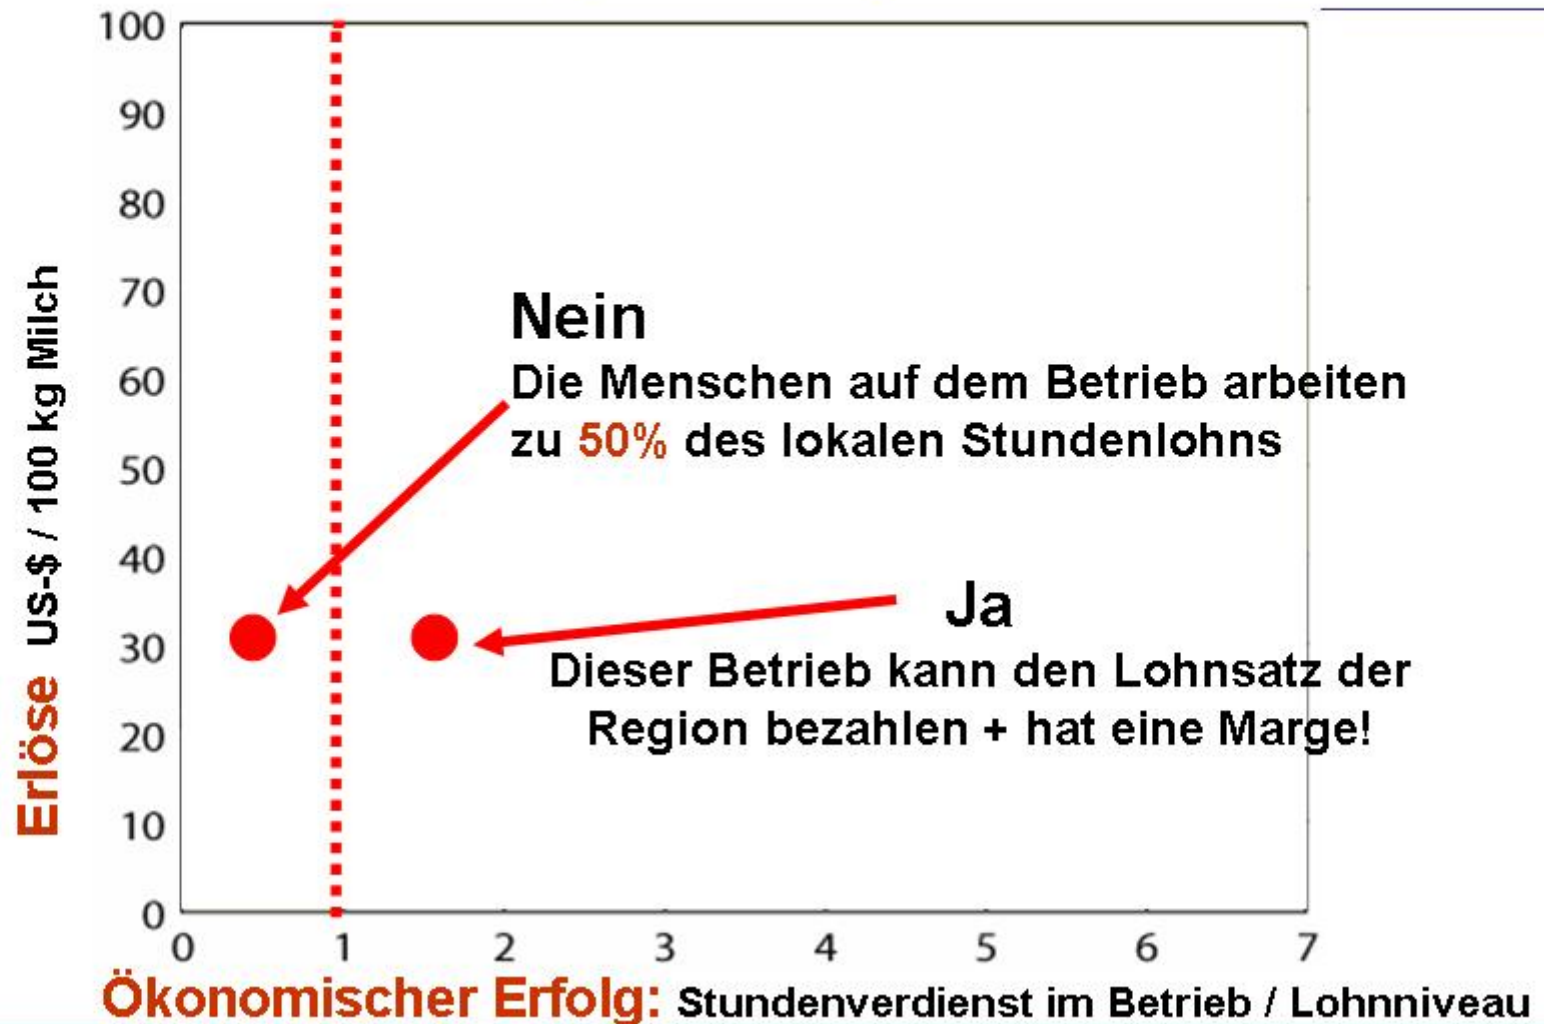 100
90
80
70
60
50
40
30
20
10
0
Erlöse US-$ / 100 kg Milch
Nein
Die Menschen auf dem Betrieb arbeiten
zu 50% des lokalen Stundenlohns
Ja
Dieser Betrieb kann den Lohnsatz der
Region bezahlen + hat eine Marge!
0 1 2 3 4 5 6 7
Ökonomischer Erfolg: Stundenverdienst im Betrieb / Lohnniveau